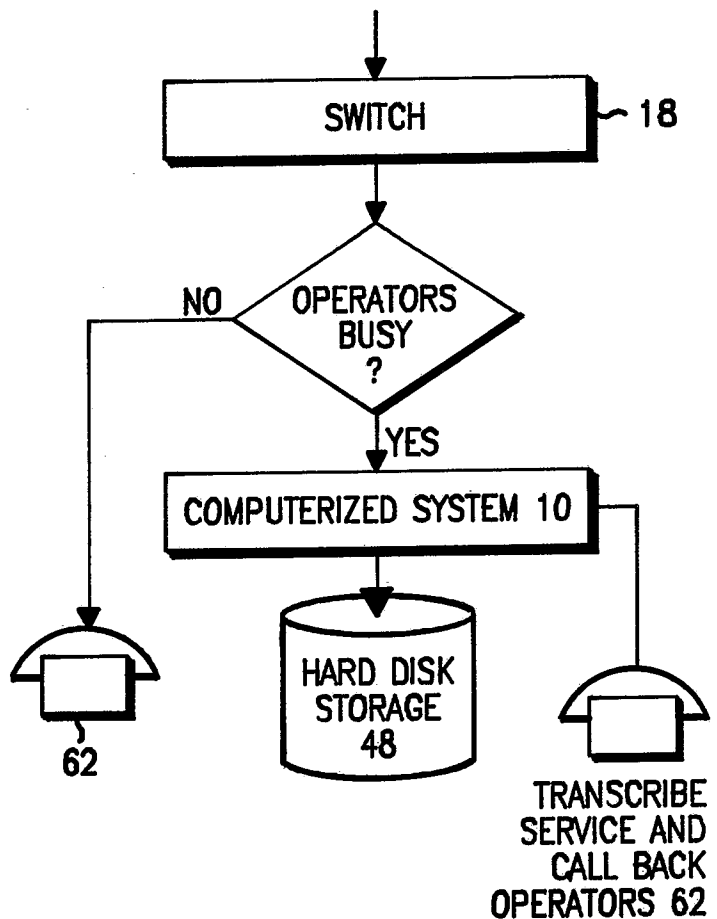 SWITCH
18
OPERATORS
BUSY
?
NO
YES
COMPUTERIZED SYSTEM 10
HARD DISK
STORAGE
48
62
TRANSCRIBE
SERVICE AND
CALL BACK
OPERATORS 62